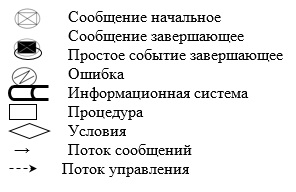 Сообщение начальное
Сообщение завершающее
Простое событие завершающее
Ошибка
Информационная система
Процедура
Условия
Поток сообщений
Поток управления